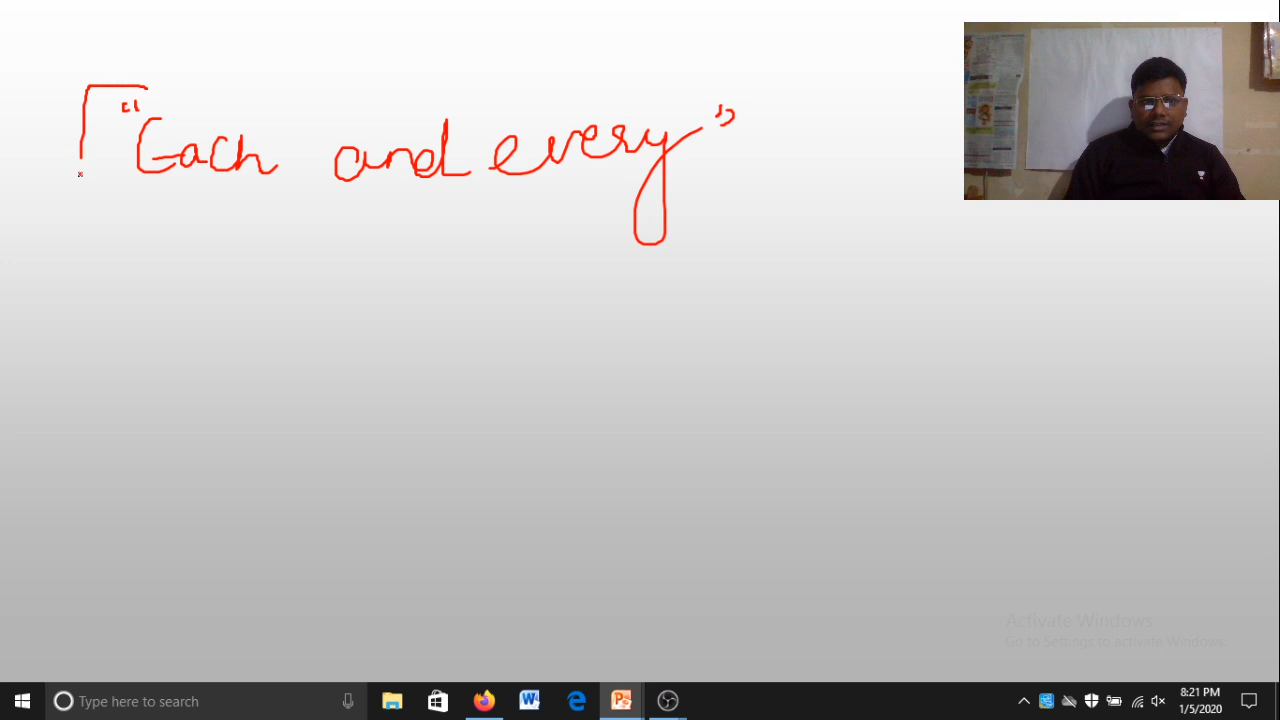 "Each and every"
Activate Windows
Go to Settings to activate Windows.
Type here to search
8:21 PM
1/5/2020